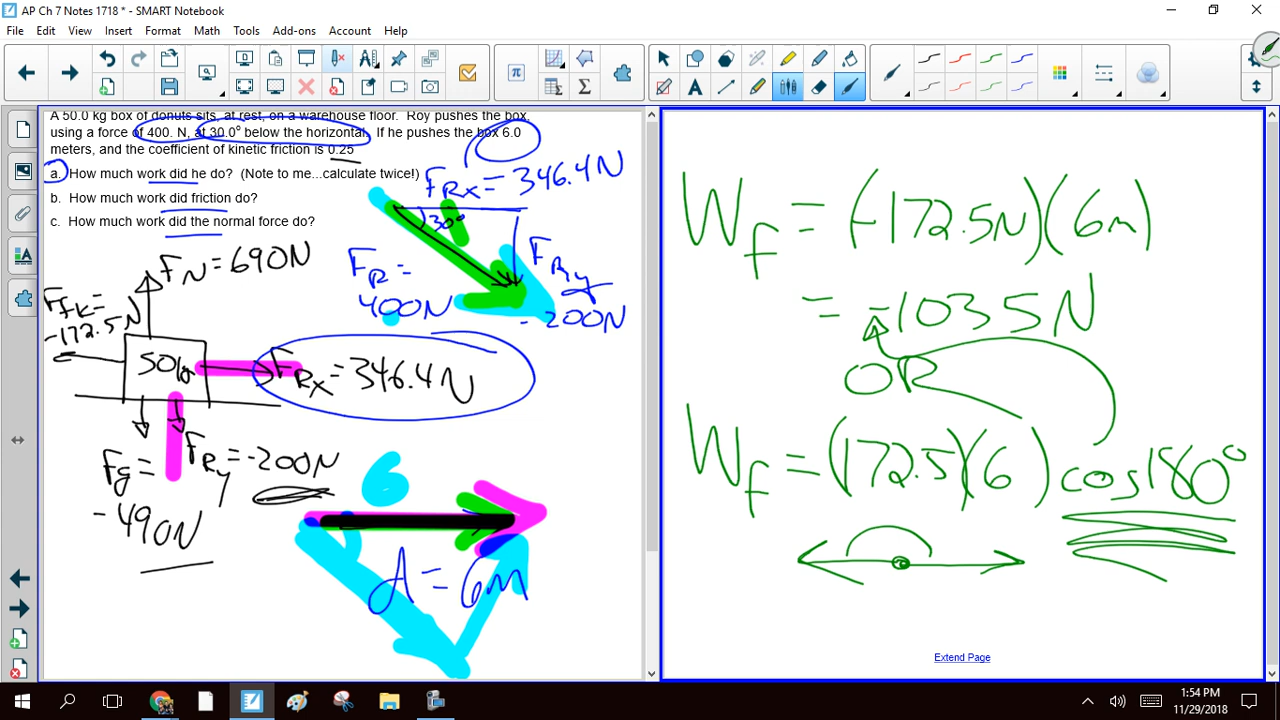 AP Ch 7 Notes 1718 * - SMART Notebook
File Edit View Insert Format Math Tools Add-ons Account Help
A 50.0 kg box of donuts sits, at rest, on a warehouse floor. Roy pushes the box,
using a force of 400. N, at 30.0° below the horizontal. If he pushes the box 6.0
meters, and the coefficient of kinetic friction is 0.25
a. How much work did he do? (Note to me...calculate twice!)
b. How much work did friction do?
c. How much work did the normal force do?
FRx = 346.4N
30°
FR =
400N
FRy
-200N
FN = 690N
Ffk =
-172.5N
50kg
FRx = 346.4N
FRy = -200N
Fg =
-490N
6
d = 6m
Wf = (-172.5N)(6m)
= -1035N
OR
Wf = (172.5)(6) cos180°
Extend Page
1:54 PM
11/29/2018